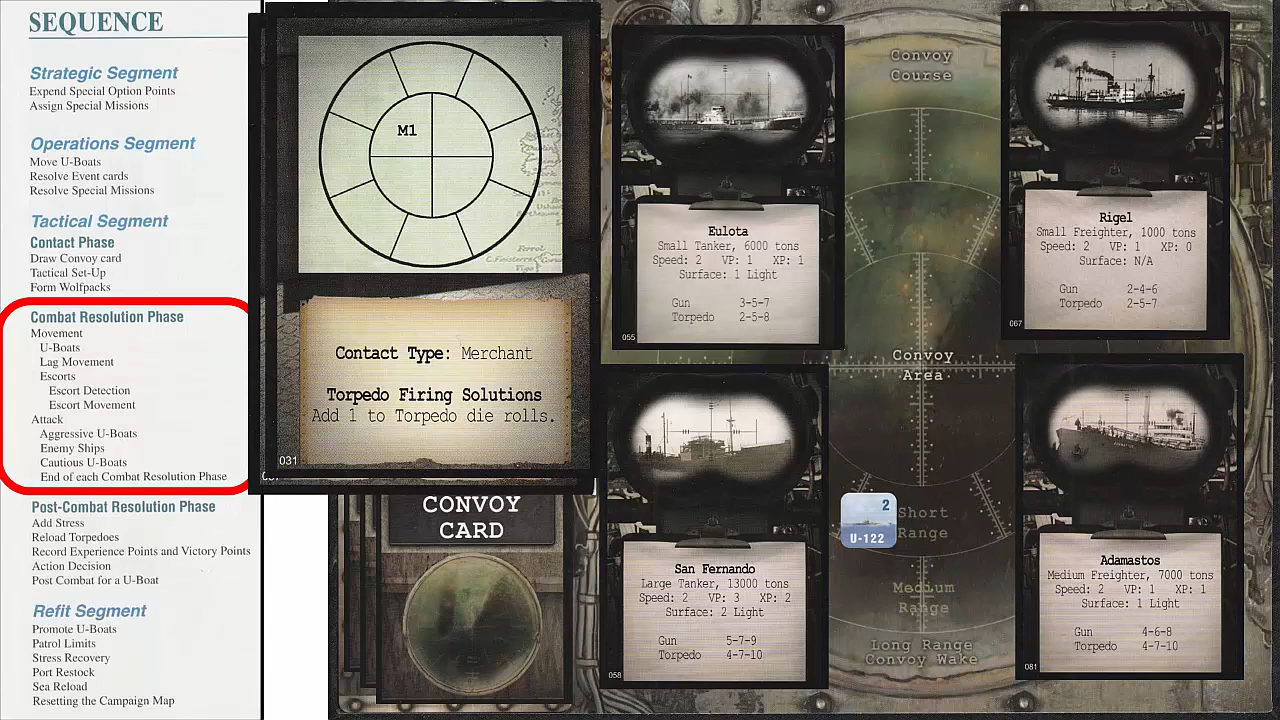 SEQUENCE
Strategic Segment
Expend Special Option Points
Assign Special Missions
Operations Segment
Move U-Boats
Resolve Event cards
Resolve Special Missions
Tactical Segment
Contact Phase
Draw Convoy card
Tactical Set-Up
Form Wolfpacks
Combat Resolution Phase
Movement
U-Boats
Lag Movement
Escorts
Escort Detection
Escort Movement
Attack
Aggressive U-Boats
Enemy Ships
Cautious U-Boats
End of each Combat Resolution Phase
Post-Combat Resolution Phase
Add Stress
Reload Torpedoes
Record Experience Points and Victory Points
Action Decision
Post Combat for a U-Boat
Refit Segment
Promote U-Boats
Patrol Limits
Stress Recovery
Port Restock
Sea Reload
Resetting the Campaign Map
M1
Contact Type: Merchant
Torpedo Firing Solutions
Add 1 to Torpedo die rolls.
031
CONVOY
CARD
Eulota
Small Tanker, 6000 tons
Speed: 2 VP: 1 XP: 1
Surface: 1 Light
Gun 3-5-7
Torpedo 2-5-8
055
San Fernando
Large Tanker, 13000 tons
Speed: 2 VP: 3 XP: 2
Surface: 2 Light
Gun 5-7-9
Torpedo 4-7-10
058
Convoy
Course
Convoy
Area
2
U-122
Short
Range
Medium
Range
Long Range
Convoy Wake
Rigel
Small Freighter, 1000 tons
Speed: 2 VP: 1 XP: 0
Surface: N/A
Gun 2-4-6
Torpedo 2-5-7
067
Adamastos
Medium Freighter, 7000 tons
Speed: 2 VP: 1 XP: 1
Surface: 1 Light
Gun 4-6-8
Torpedo 4-7-10
081